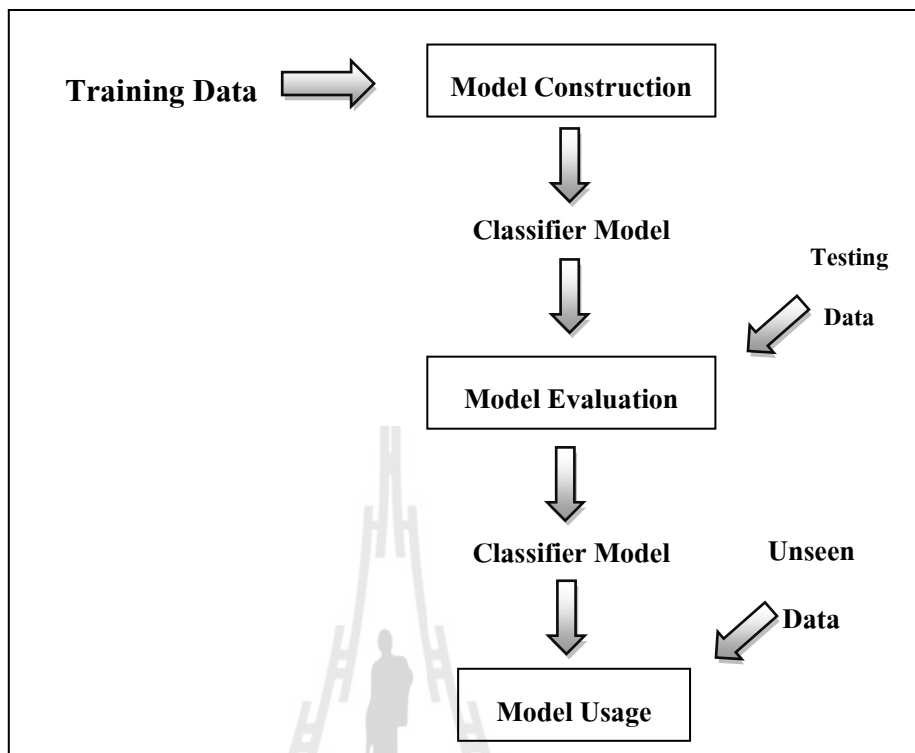 Training Data
Model Construction
Classifier Model
Testing
Data
Model Evaluation
Classifier Model
Unseen
Data
Model Usage